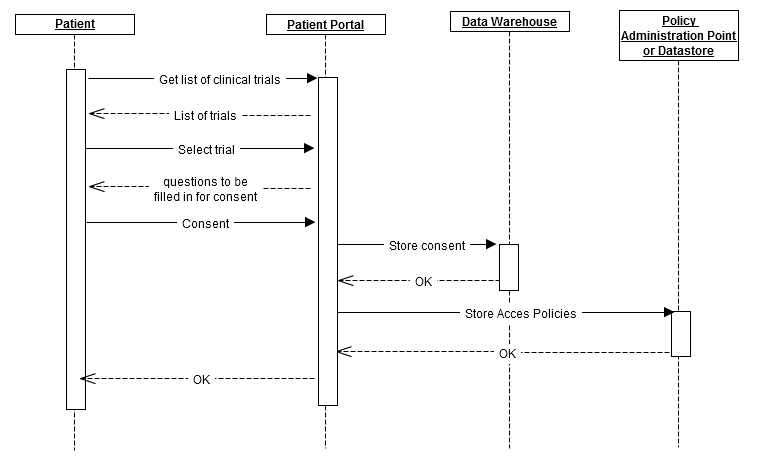 Patient
Patient Portal
Data Warehouse
Policy
Administration Point
or Datastore
Get list of clinical trials
List of trials
Select trial
questions to be
filled in for consent
Consent
Store consent
OK
Store Acces Policies
OK
OK